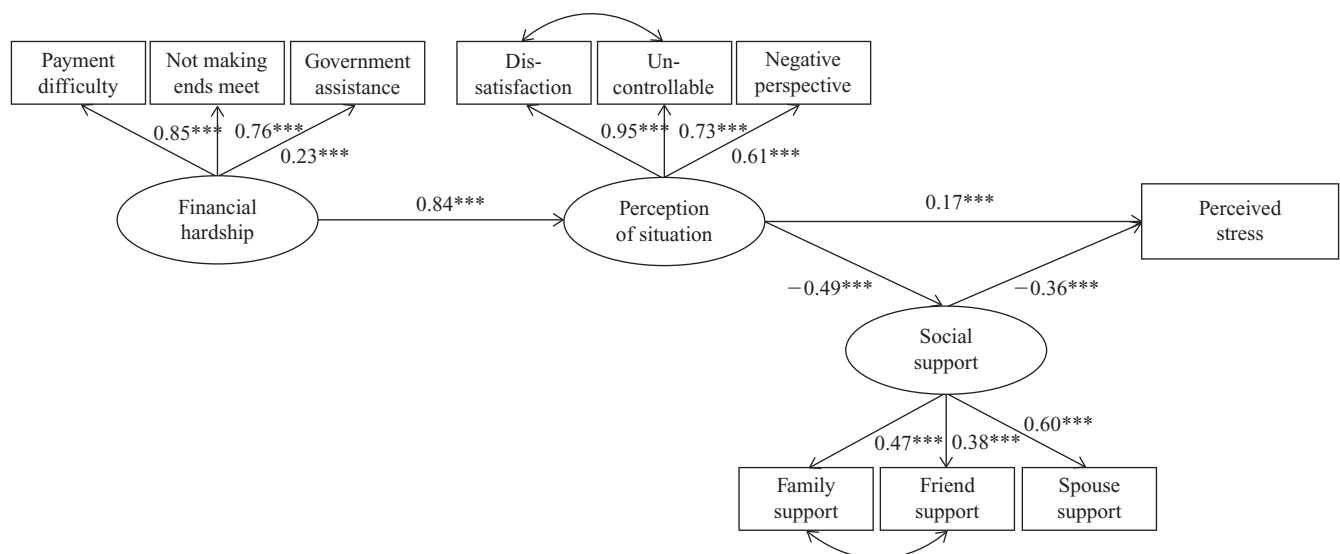 Payment
difficulty
Not making
ends meet
Government
assistance
Dis-
satisfaction
Un-
controllable
Negative
perspective
0.85***
0.76***
0.23***
0.95***
0.73***
0.61***
Financial
hardship
0.84***
Perception
of situation
0.17***
Perceived
stress
−0.49***
−0.36***
Social
support
0.47***
0.38***
0.60***
Family
support
Friend
support
Spouse
support